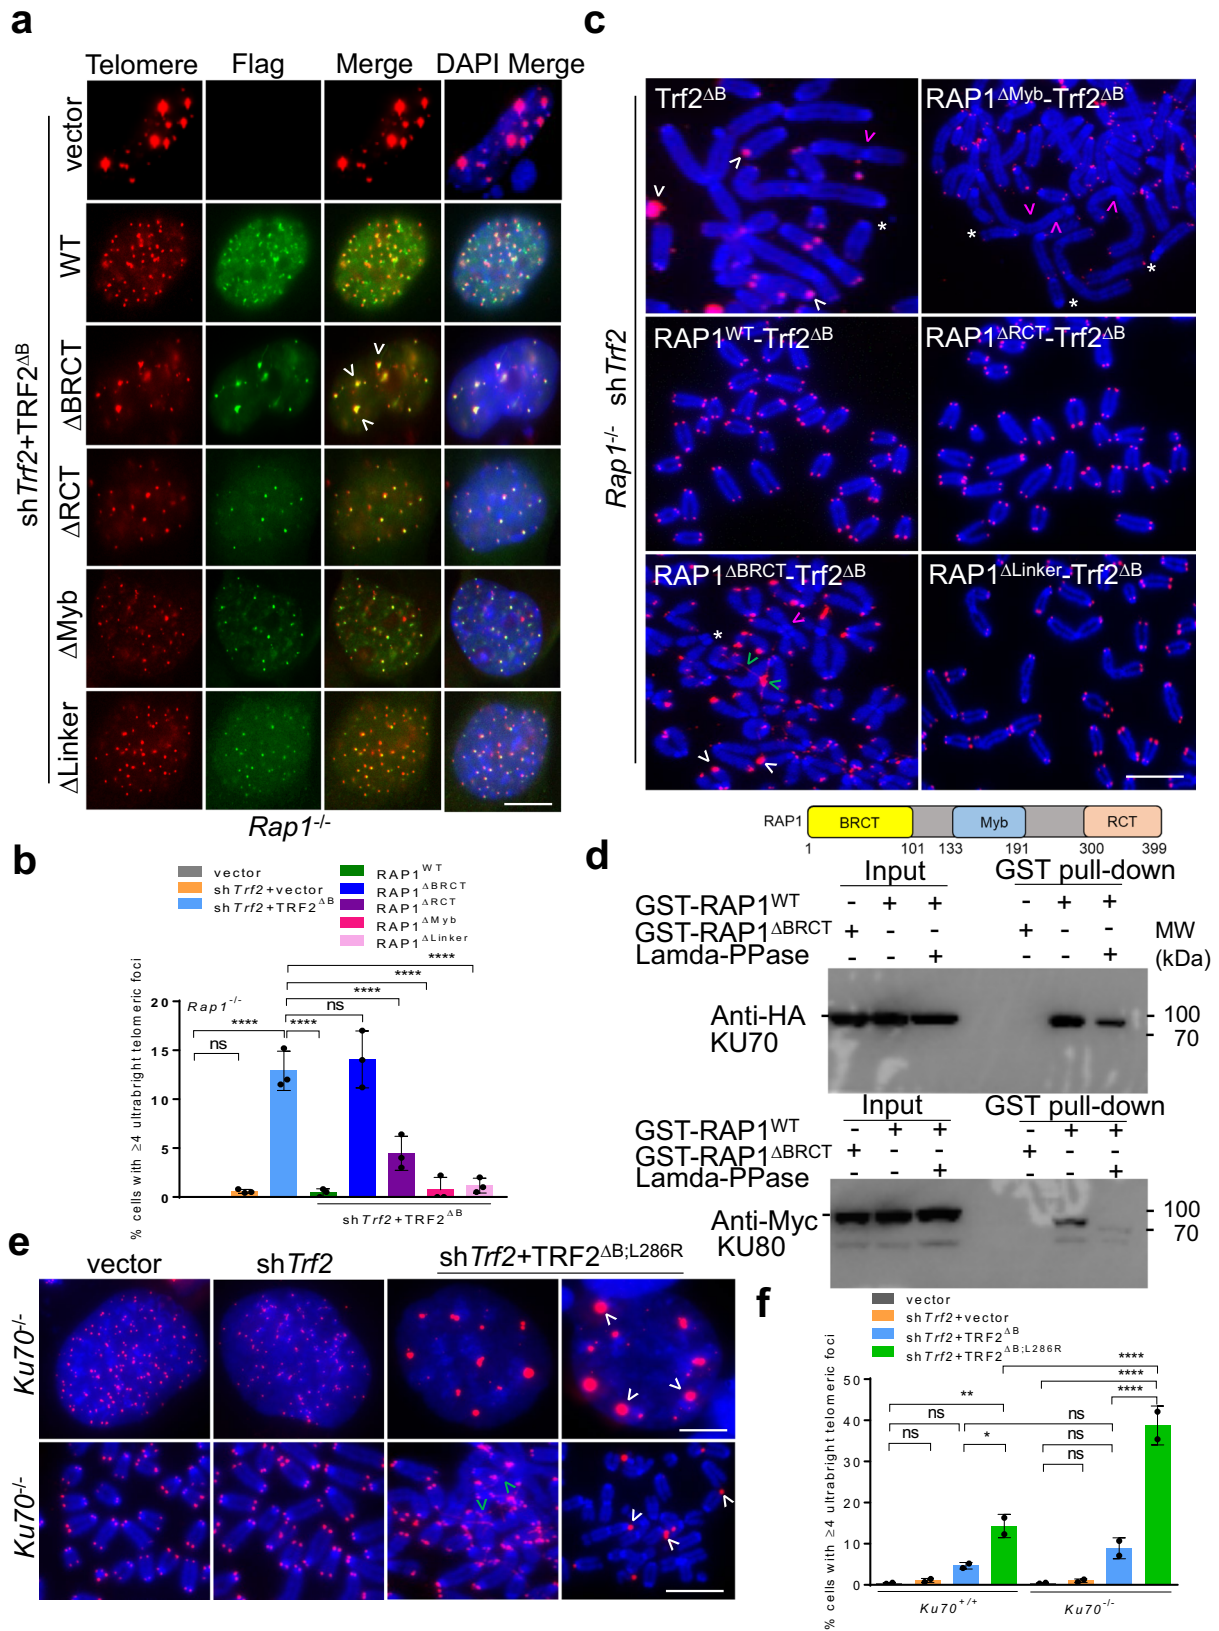 a
Telomere Flag Merge DAPI Merge
shTrf2+TRF2ΔB
vector
WT
ΔBRCT
ΔRCT
ΔMyb
ΔLinker
Rap1-/-
b
vector
shTrf2+vector
shTrf2+TRF2ΔB
RAP1WT
RAP1ΔBRCT
RAP1ΔRCT
RAP1ΔMyb
RAP1ΔLinker
% cells with ≥4 ultrabright telomeric foci
20
15
10
5
0
Rap1-/-
****
****
****
ns
****
****
ns
shTrf2+TRF2ΔB
c
Rap1-/- shTrf2
Trf2ΔB
RAP1ΔMyb-Trf2ΔB
*
*
*
*
RAP1WT-Trf2ΔB
RAP1ΔRCT-Trf2ΔB
RAP1ΔBRCT-Trf2ΔB
RAP1ΔLinker-Trf2ΔB
*
RAP1 BRCT Myb RCT
1 101 133 191 300 399
d
Input GST pull-down
GST-RAP1WT - + + - + +
GST-RAP1ΔBRCT + - - + - -
Lamda-PPase - - + - - +
MW
(kDa)
Anti-HA
KU70
100
70
Input GST pull-down
GST-RAP1WT - + + - + +
GST-RAP1ΔBRCT + - - + - -
Lamda-PPase - - + - - +
Anti-Myc
KU80
100
70
e
vector shTrf2 shTrf2+TRF2ΔB;L286R
Ku70-/-
Ku70-/-
f
vector
shTrf2+vector
shTrf2+TRF2ΔB
shTrf2+TRF2ΔB;L286R
% cells with ≥4 ultrabright telomeric foci
50
40
30
20
10
0
****
****
****
**
ns
ns
ns
*
ns
ns
Ku70+/+ Ku70-/-